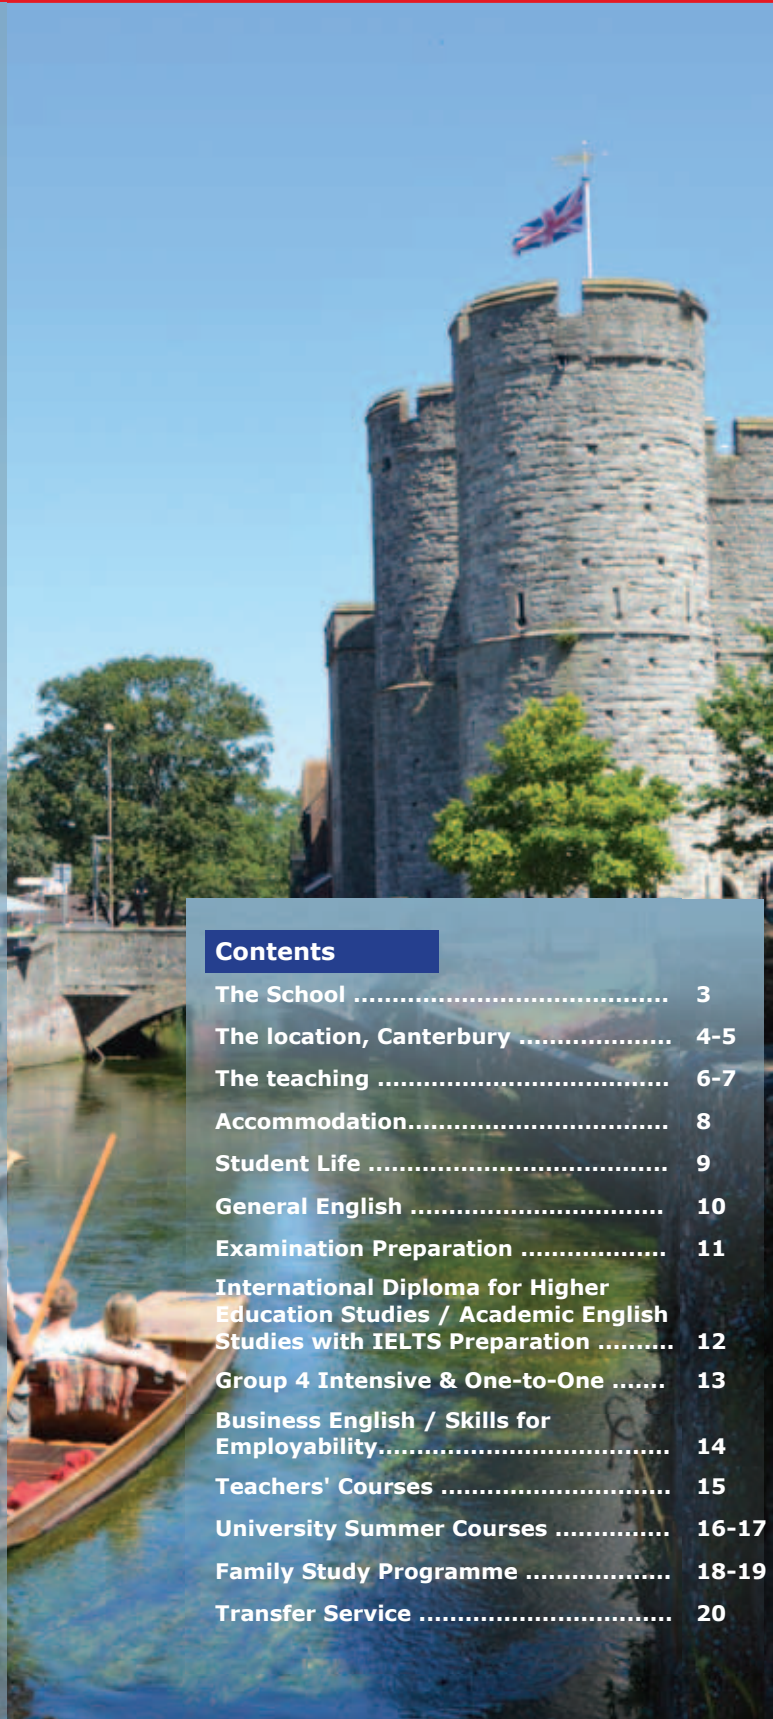 Contents
The School ......................................... 3
The location, Canterbury .................... 4-5
The teaching ...................................... 6-7
Accommodation.................................. 8
Student Life ....................................... 9
General English ................................. 10
Examination Preparation ................... 11
International Diploma for Higher
Education Studies / Academic English
Studies with IELTS Preparation .......... 12
Group 4 Intensive & One-to-One ....... 13
Business English / Skills for
Employability...................................... 14
Teachers' Courses .............................. 15
University Summer Courses ............... 16-17
Family Study Programme ................... 18-19
Transfer Service ................................. 20